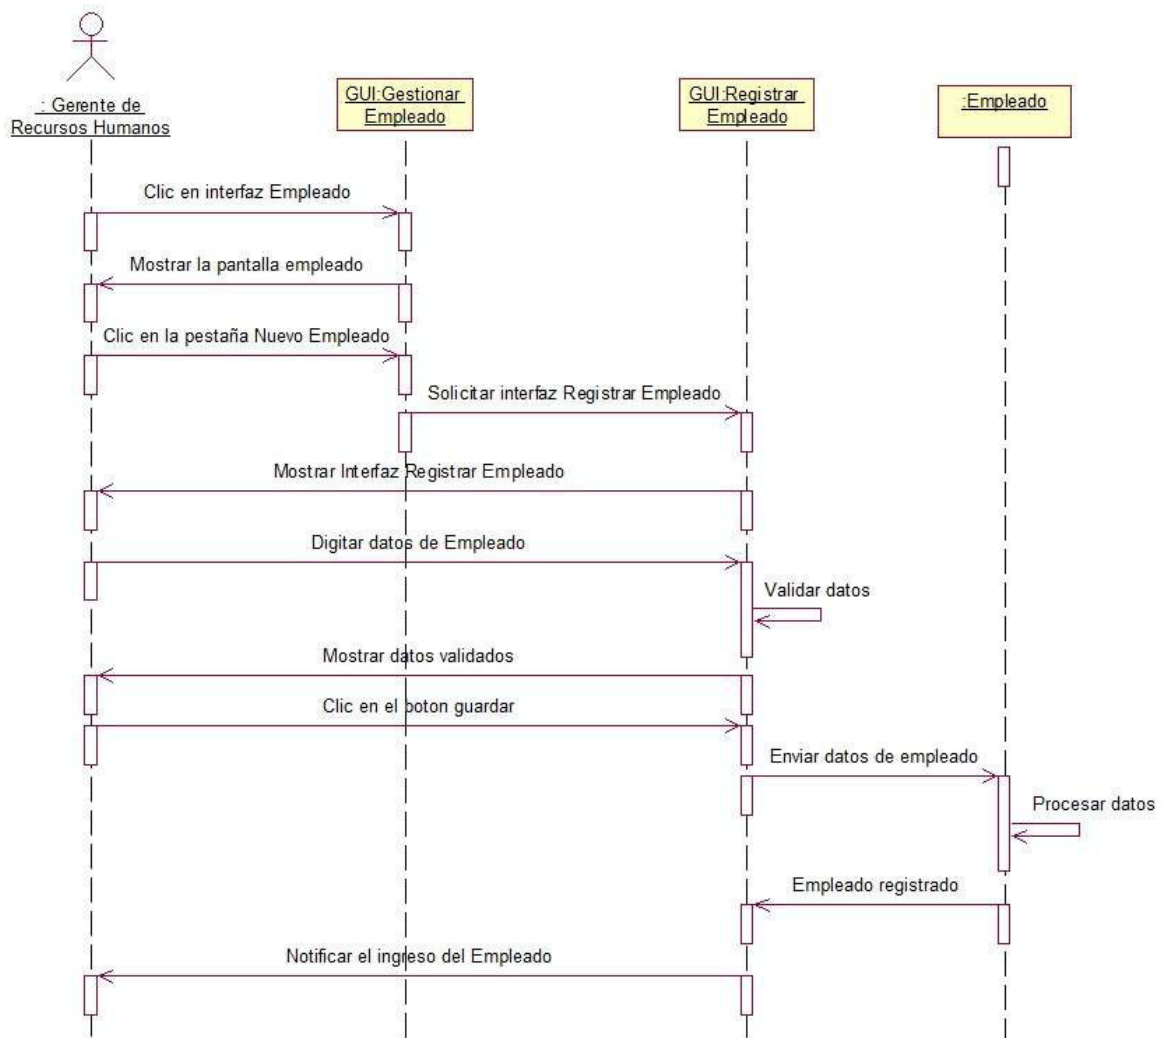 : Gerente de
Recursos Humanos
GUI:Gestionar
Empleado
GUI:Registrar
Empleado
:Empleado
Clic en interfaz Empleado
Mostrar la pantalla empleado
Clic en la pestaña Nuevo Empleado
Solicitar interfaz Registrar Empleado
Mostrar Interfaz Registrar Empleado
Digitar datos de Empleado
Validar datos
Mostrar datos validados
Clic en el boton guardar
Enviar datos de empleado
Procesar datos
Empleado registrado
Notificar el ingreso del Empleado